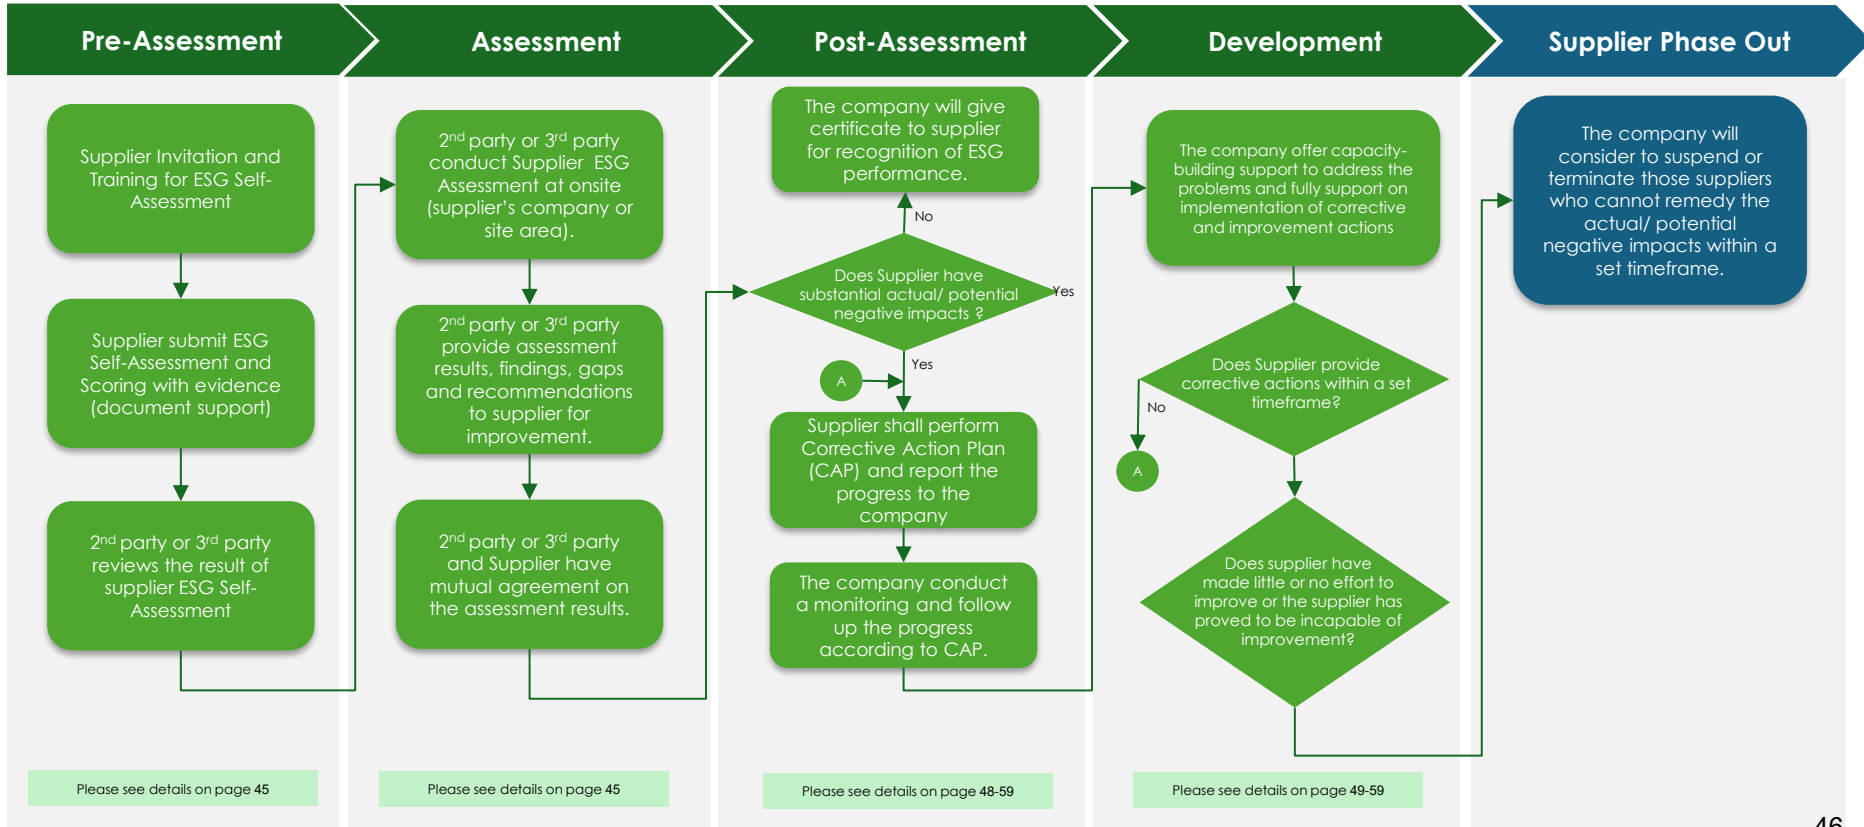 Pre-Assessment
Assessment
Post-Assessment
Development
Supplier Phase Out
Supplier Invitation and
Training for ESG Self-
Assessment
Supplier submit ESG
Self-Assessment and
Scoring with evidence
(document support)
2nd party or 3rd party
reviews the result of
supplier ESG Self-
Assessment
Please see details on page 45
2nd party or 3rd party
conduct Supplier ESG
Assessment at onsite
(supplier's company or
site area).
2nd party or 3rd party
provide assessment
results, findings, gaps
and recommendations
to supplier for
improvement.
2nd party or 3rd party
and Supplier have
mutual agreement on
the assessment results.
Please see details on page 45
The company will give
certificate to supplier
for recognition of ESG
performance.
No
Does Supplier have
substantial actual/ potential
negative impacts ?
Yes
Yes
A
Supplier shall perform
Corrective Action Plan
(CAP) and report the
progress to the
company
The company conduct
a monitoring and follow
up the progress
according to CAP.
Please see details on page 48-59
The company offer capacity-
building support to address the
problems and fully support on
implementation of corrective
and improvement actions
Does Supplier provide
corrective actions within a set
timeframe?
No
A
Does supplier have
made little or no effort to
improve or the supplier has
proved to be incapable of
improvement?
Please see details on page 49-59
The company will
consider to suspend or
terminate those suppliers
who cannot remedy the
actual/ potential
negative impacts within a
set timeframe.
46